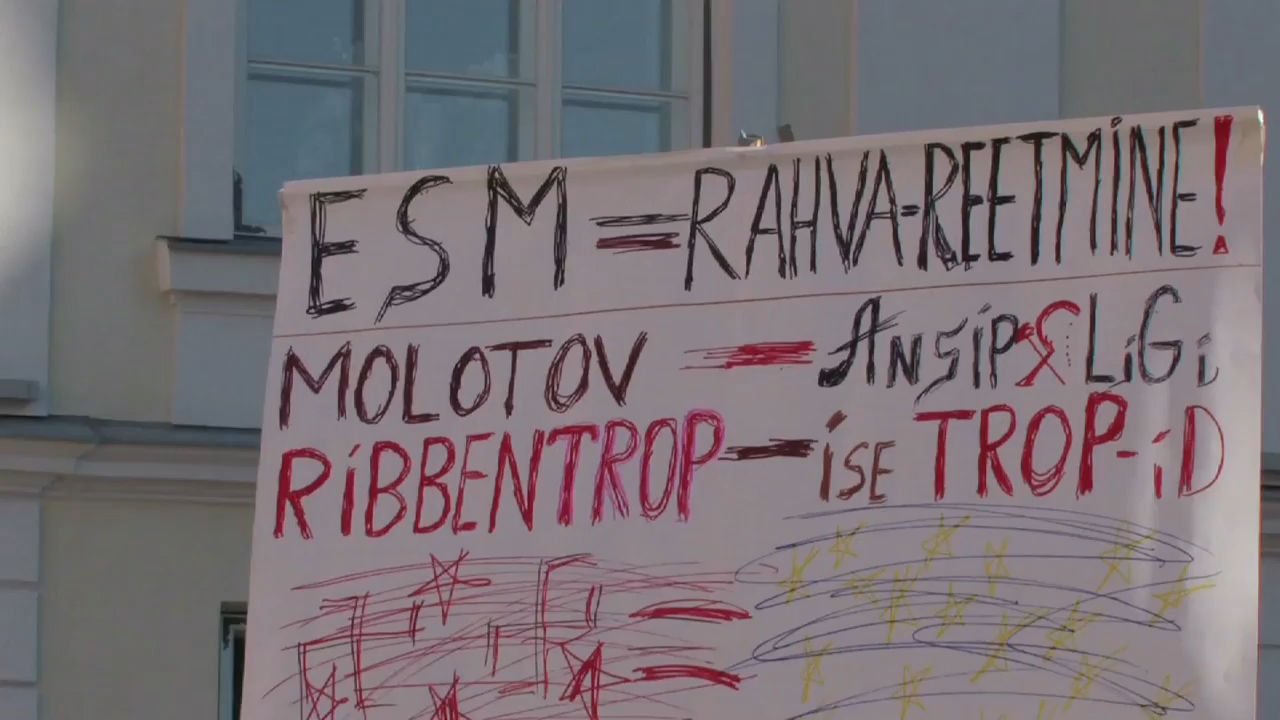 ESM = RAHVA-REETMINE!
MOLOTOV = ANSIP & LiGi
RiBBENTROP = iSE TROP-iD